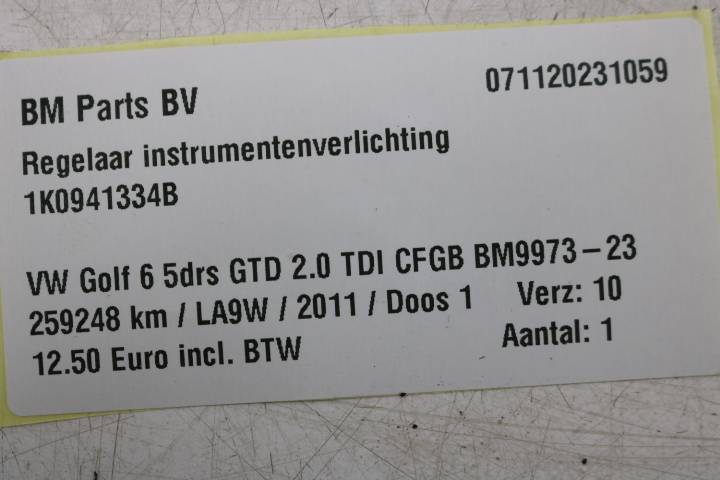 BM Parts BV 071120231059
Regelaar instrumentenverlichting
1K0941334B
VW Golf 6 5drs GTD 2.0 TDI CFGB BM9973-23
259248 km / LA9W / 2011 / Doos 1 Verz: 10
12.50 Euro incl. BTW Aantal: 1